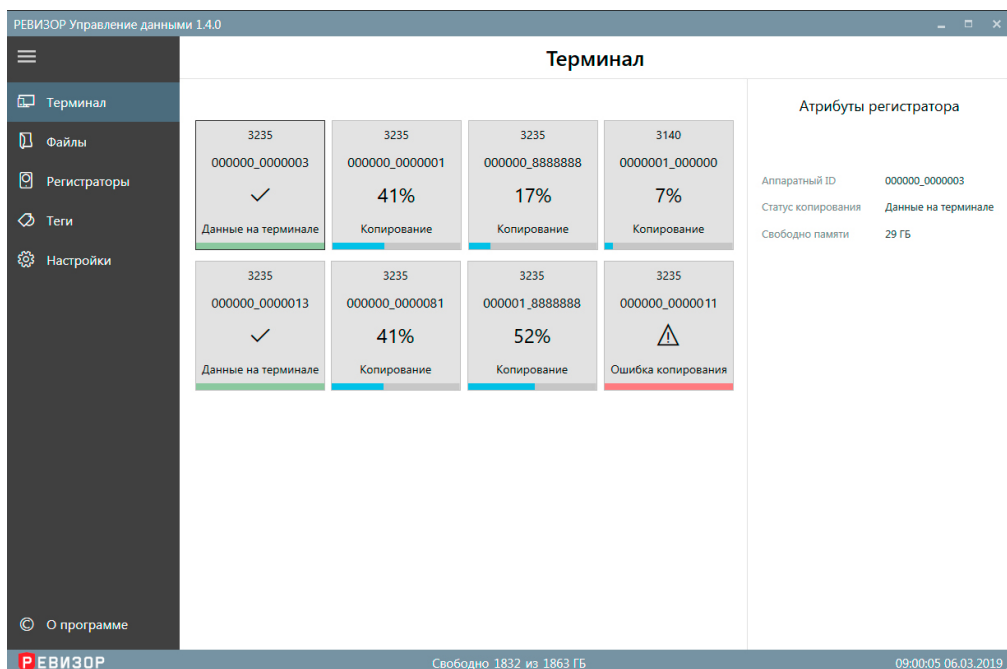 РЕВИЗОР Управление данными 1.4.0
Терминал
Терминал
Файлы
Регистраторы
Теги
Настройки
О программе
3235
000000_0000003
Данные на терминале
3235
000000_0000001
41%
Копирование
3235
000000_8888888
17%
Копирование
3140
0000001_000000
7%
Копирование
3235
000000_0000013
Данные на терминале
3235
000000_0000081
41%
Копирование
3235
000001_8888888
52%
Копирование
3235
000000_0000011
Ошибка копирования
Атрибуты регистратора
Аппаратный ID 000000_0000003
Статус копирования Данные на терминале
Свободно памяти 29 ГБ
РЕВИЗОР
Свободно 1832 из 1863 ГБ
09:00:05 06.03.2019